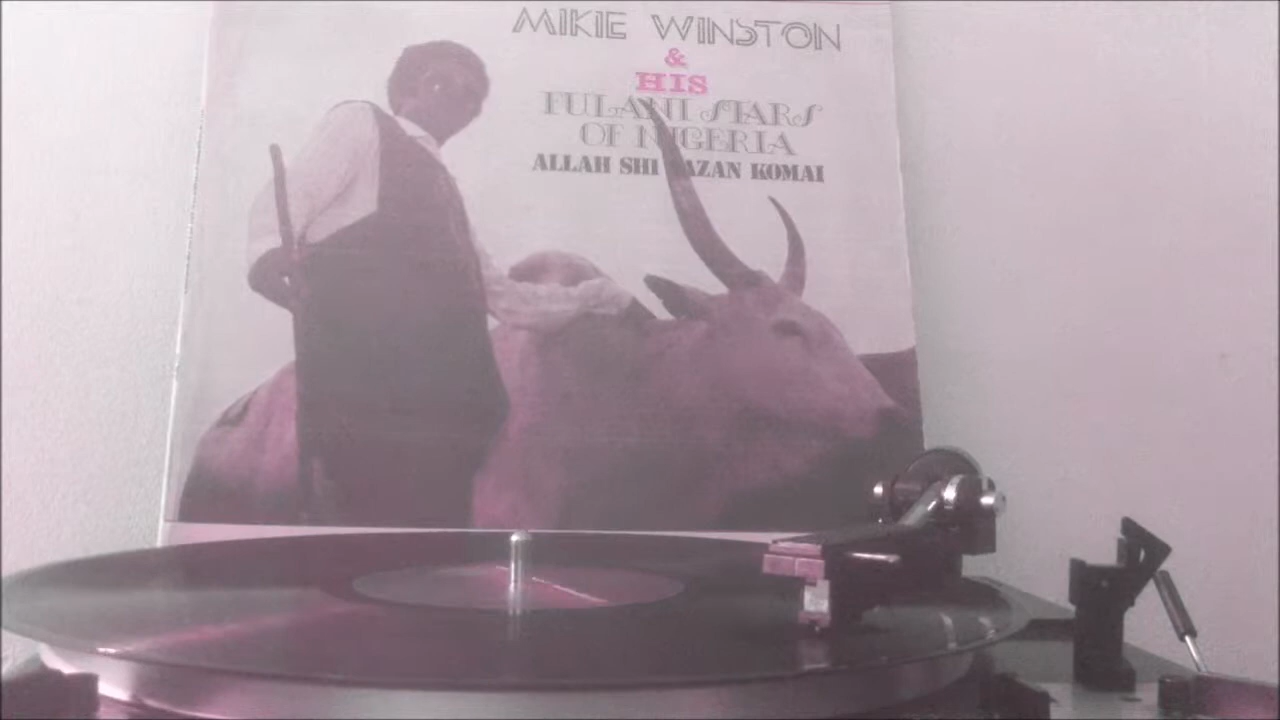 MIKIE WINSTON
&
HIS
FULANI STARS
OF NIGERIA
ALLAH SHI KOMAI